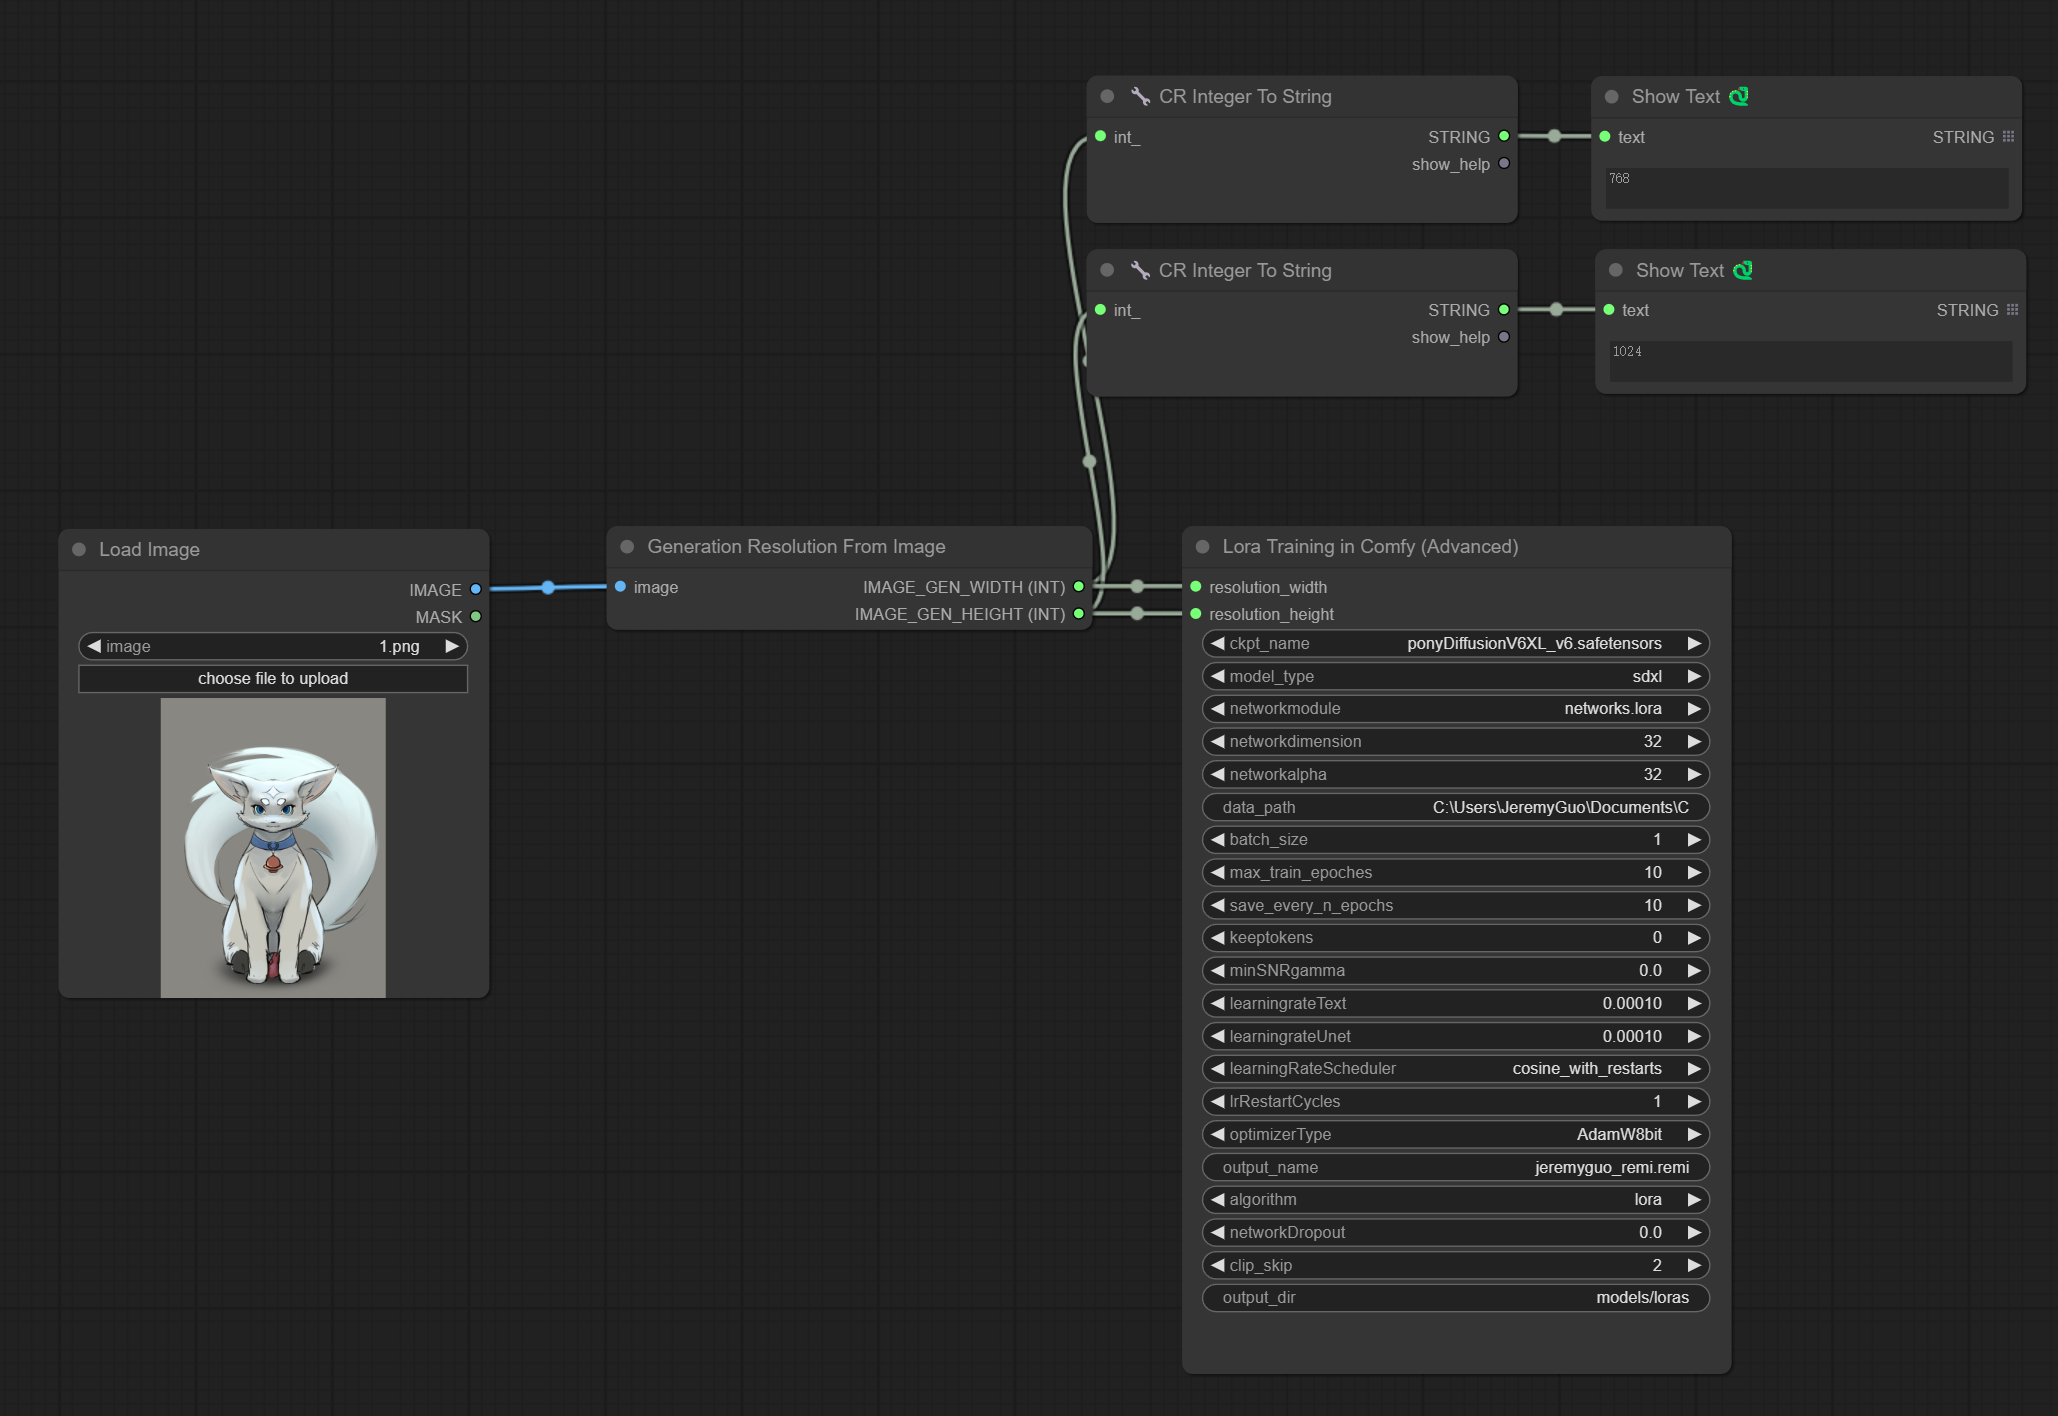 CR Integer To String
int_
STRING
show_help
Show Text
text
STRING
768
CR Integer To String
int_
STRING
show_help
Show Text
text
STRING
1024
Load Image
IMAGE
MASK
image 1.png
choose file to upload
Generation Resolution From Image
image
IMAGE_GEN_WIDTH (INT)
IMAGE_GEN_HEIGHT (INT)
Lora Training in Comfy (Advanced)
resolution_width
resolution_height
ckpt_name ponyDiffusionV6XL_v6.safetensors
model_type sdxl
networkmodule networks.lora
networkdimension 32
networkalpha 32
data_path C:\Users\JeremyGuo\Documents\C
batch_size 1
max_train_epoches 10
save_every_n_epochs 10
keeptokens 0
minSNRgamma 0.0
learningrateText 0.00010
learningrateUnet 0.00010
learningRateScheduler cosine_with_restarts
lrRestartCycles 1
optimizerType AdamW8bit
output_name jeremyguo_remi.remi
algorithm lora
networkDropout 0.0
clip_skip 2
output_dir models/loras